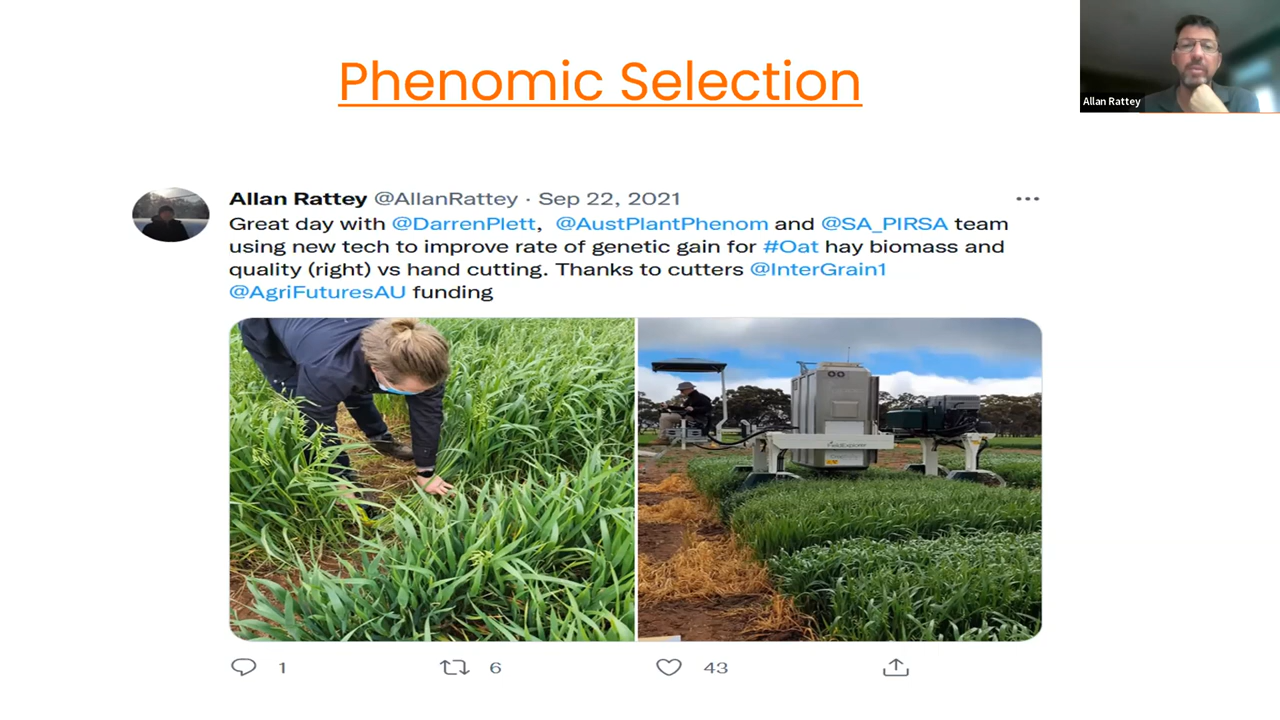 Phenomic Selection
Allan Rattey
Allan Rattey @AllanRattey · Sep 22, 2021
Great day with @DarrenPlett, @AustPlantPhenom and @SA_PIRSA team
using new tech to improve rate of genetic gain for #Oat hay biomass and
quality (right) vs hand cutting. Thanks to cutters @InterGrain1
@AgriFuturesAU funding
1
6
43